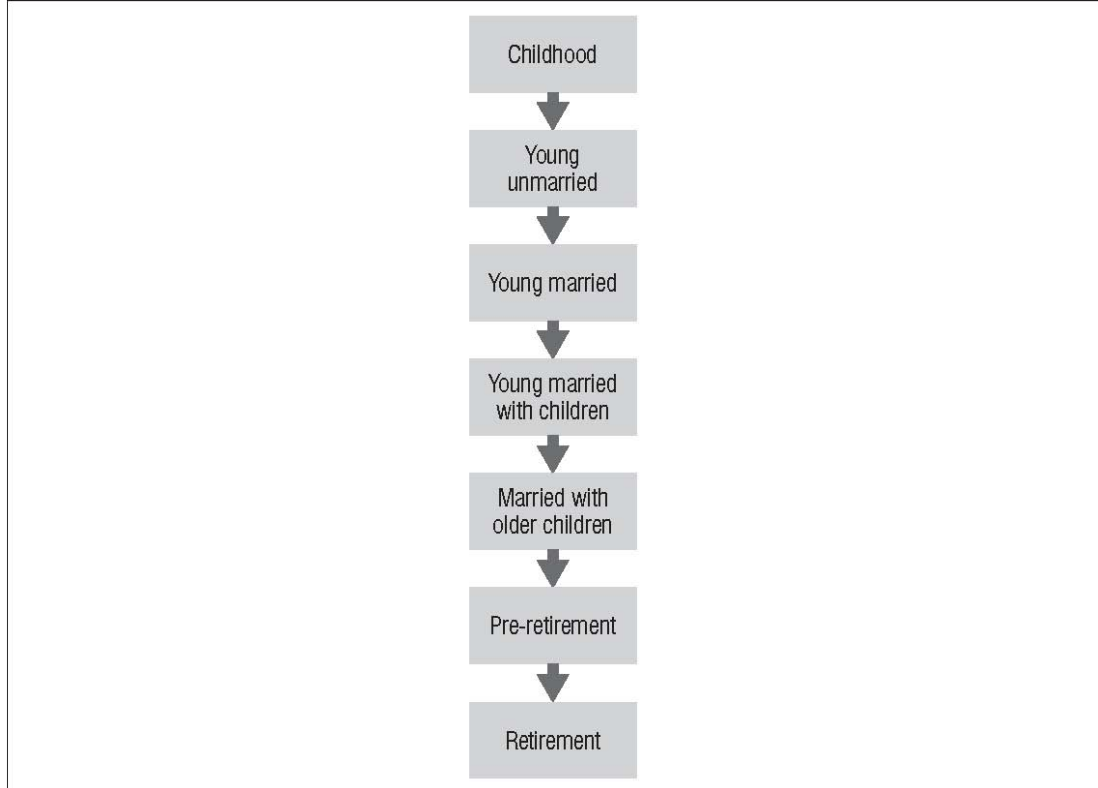 Childhood
Young
unmarried
Young married
Young married
with children
Married with
older children
Pre-retirement
Retirement